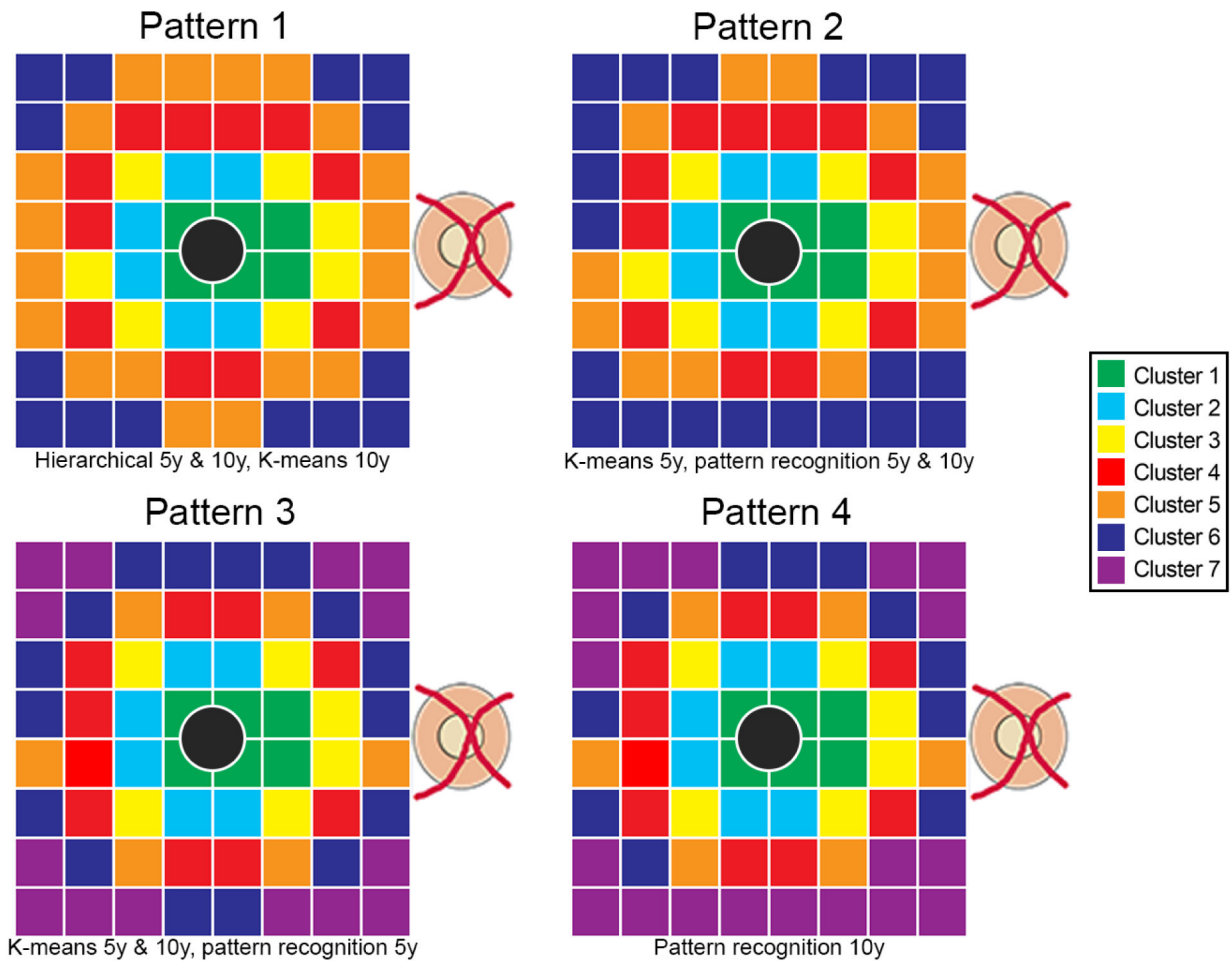 Pattern 1
Pattern 2
Hierarchical 5y & 10y, K-means 10y
K-means 5y, pattern recognition 5y & 10y
Cluster 1
Cluster 2
Cluster 3
Cluster 4
Cluster 5
Cluster 6
Cluster 7
Pattern 3
Pattern 4
K-means 5y & 10y, pattern recognition 5y
Pattern recognition 10y